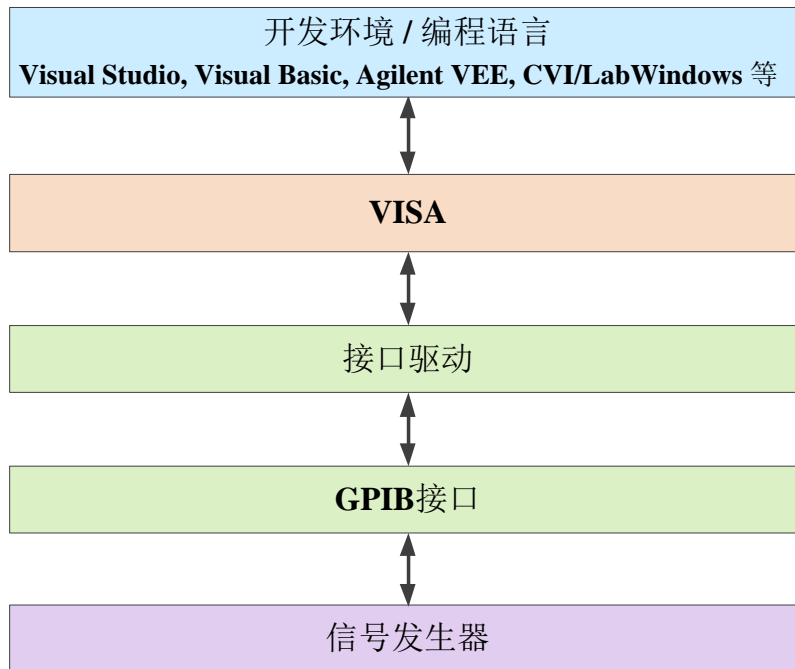 开发环境 / 编程语言
Visual Studio, Visual Basic, Agilent VEE, CVI/LabWindows 等
VISA
接口驱动
GPIB接口
信号发生器